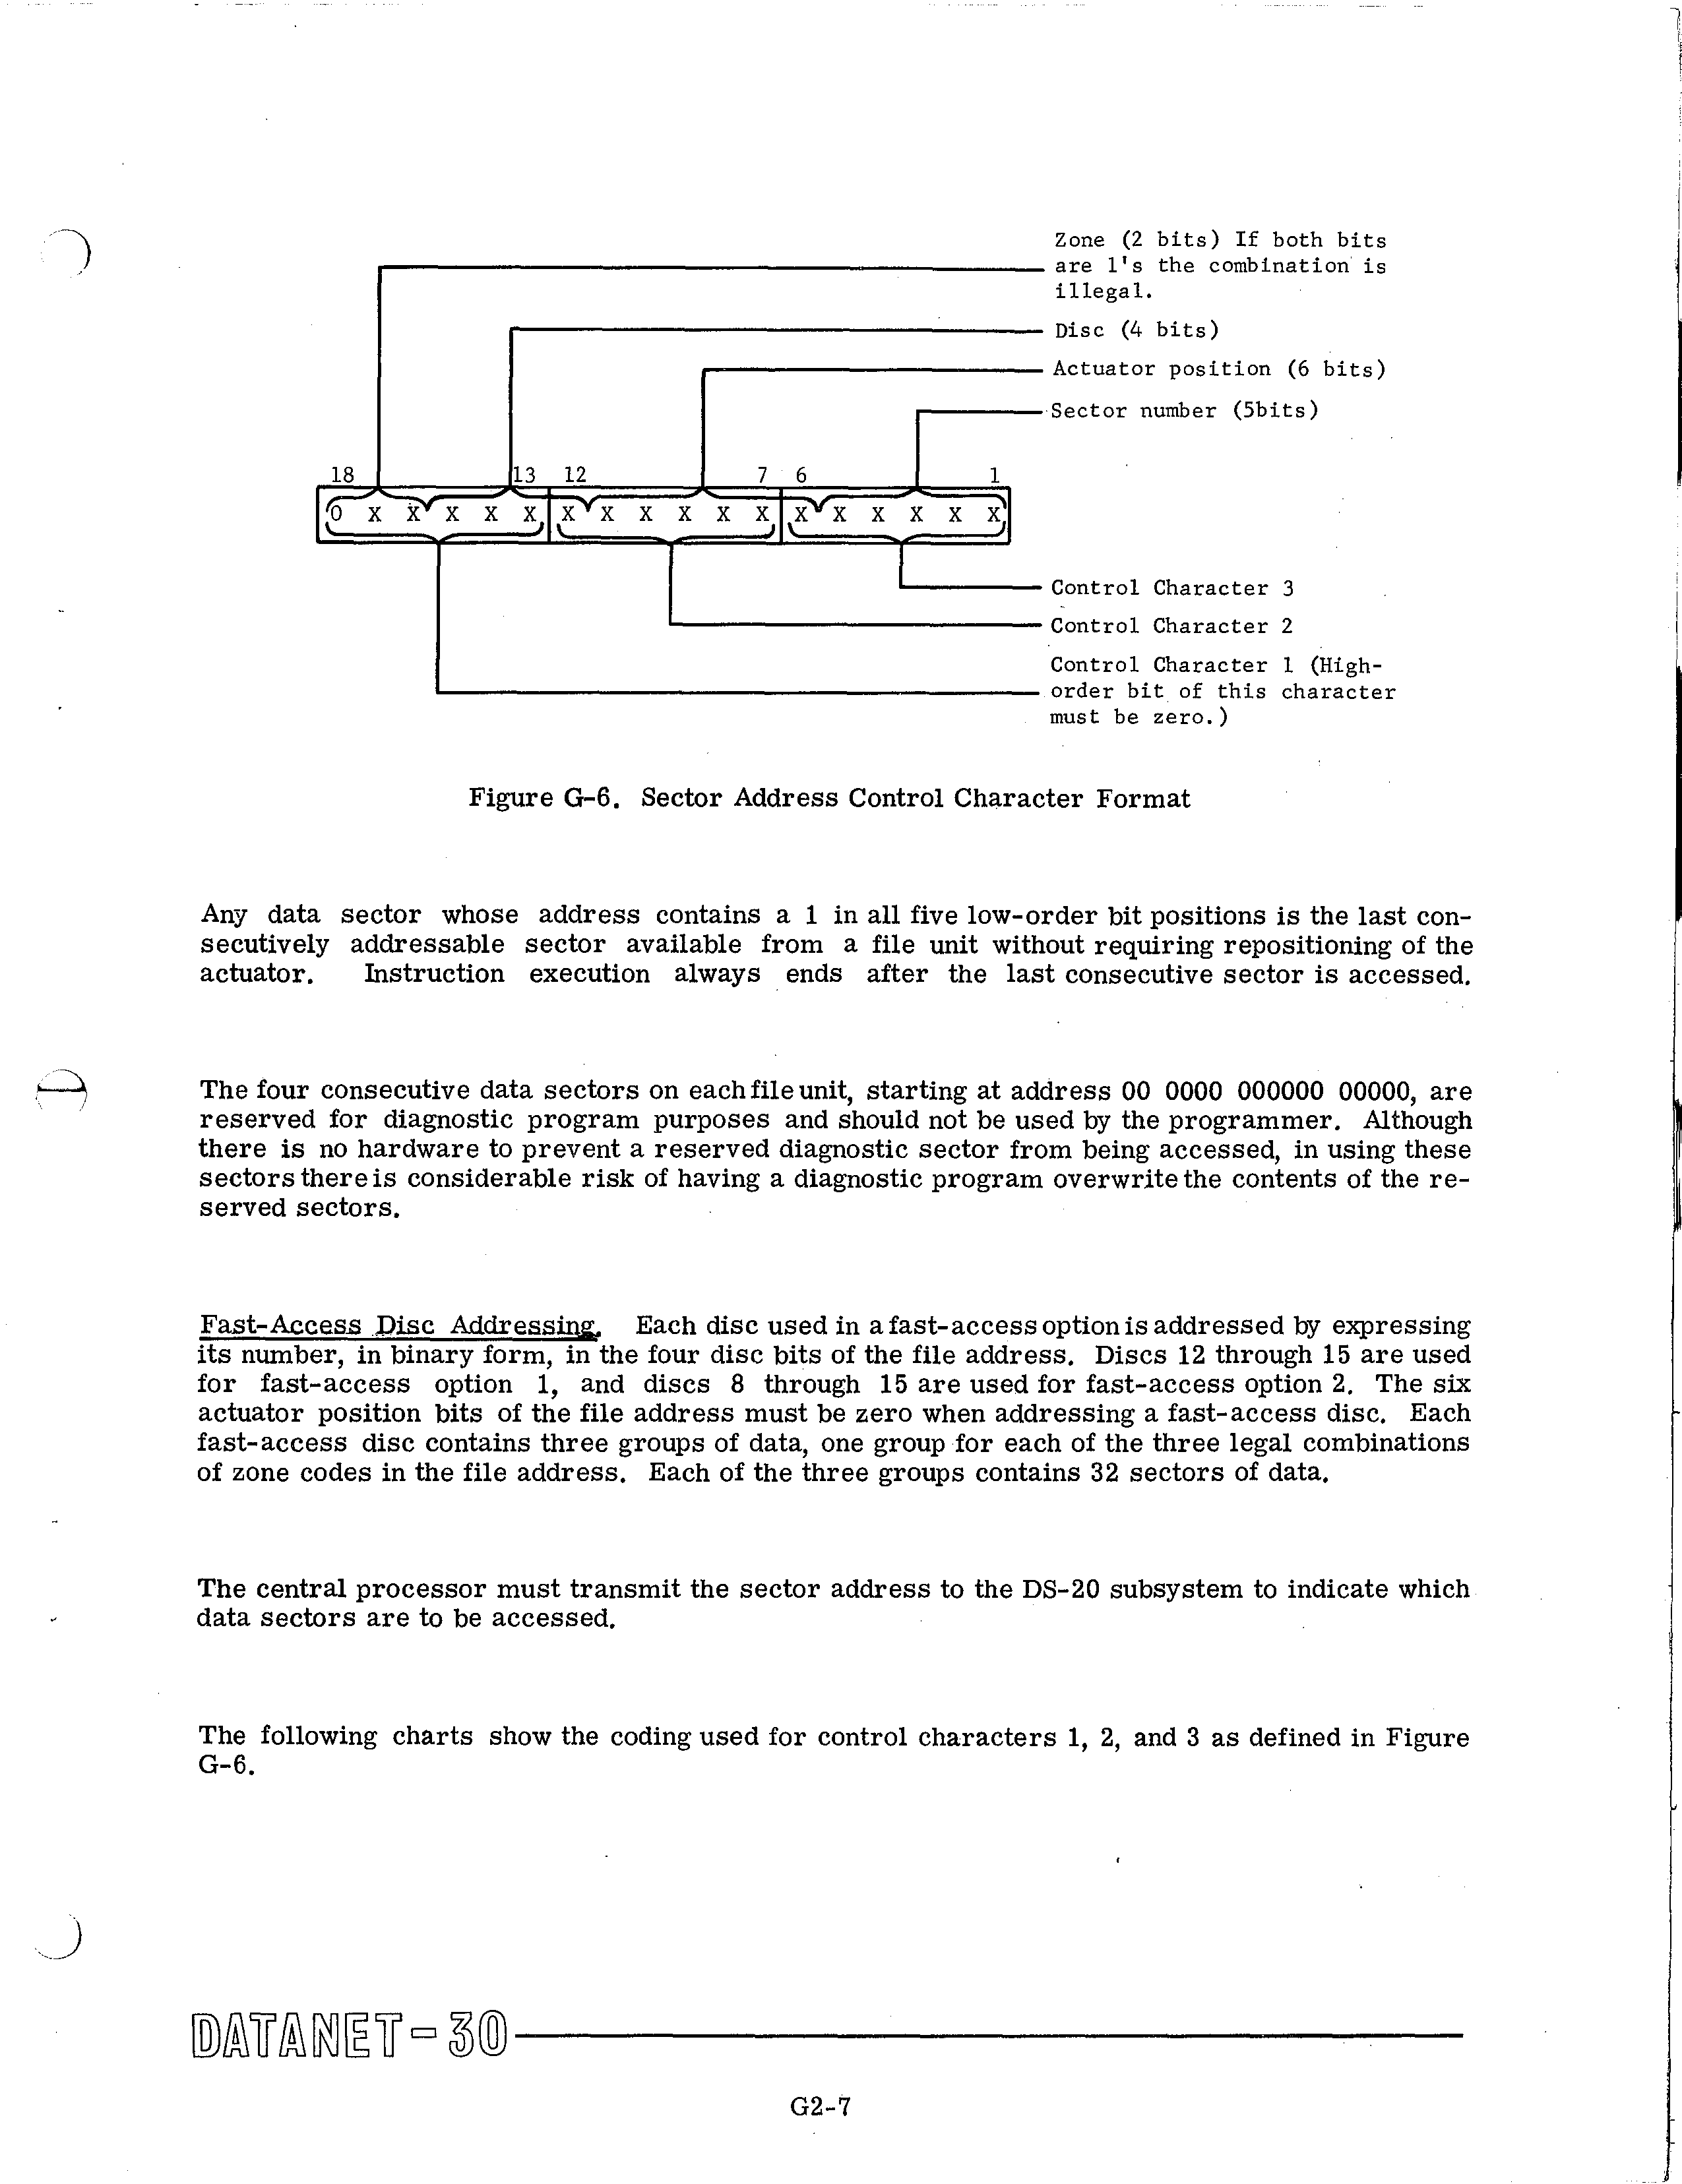 Zone (2 bits) If both bits
are 1's the combination is
illegal.
Disc (4 bits)
Actuator position (6 bits)
Sector number (5bits)
18 13 12 7 6 1
0 X X X X X X X X X X X X X X X X X
Control Character 3
Control Character 2
Control Character 1 (High-
order bit of this character
must be zero.)
Figure G-6. Sector Address Control Character Format
Any data sector whose address contains a 1 in all five low-order bit positions is the last con-
secutively addressable sector available from a file unit without requiring repositioning of the
actuator. Instruction execution always ends after the last consecutive sector is accessed.
The four consecutive data sectors on each file unit, starting at address 00 0000 000000 00000, are
reserved for diagnostic program purposes and should not be used by the programmer. Although
there is no hardware to prevent a reserved diagnostic sector from being accessed, in using these
sectors there is considerable risk of having a diagnostic program overwrite the contents of the re-
served sectors.
Fast-Access Disc Addressing. Each disc used in a fast-access option is addressed by expressing
its number, in binary form, in the four disc bits of the file address. Discs 12 through 15 are used
for fast-access option 1, and discs 8 through 15 are used for fast-access option 2. The six
actuator position bits of the file address must be zero when addressing a fast-access disc. Each
fast-access disc contains three groups of data, one group for each of the three legal combinations
of zone codes in the file address. Each of the three groups contains 32 sectors of data.
The central processor must transmit the sector address to the DS-20 subsystem to indicate which
data sectors are to be accessed.
The following charts show the coding used for control characters 1, 2, and 3 as defined in Figure
G-6.
DATANET-30
G2-7